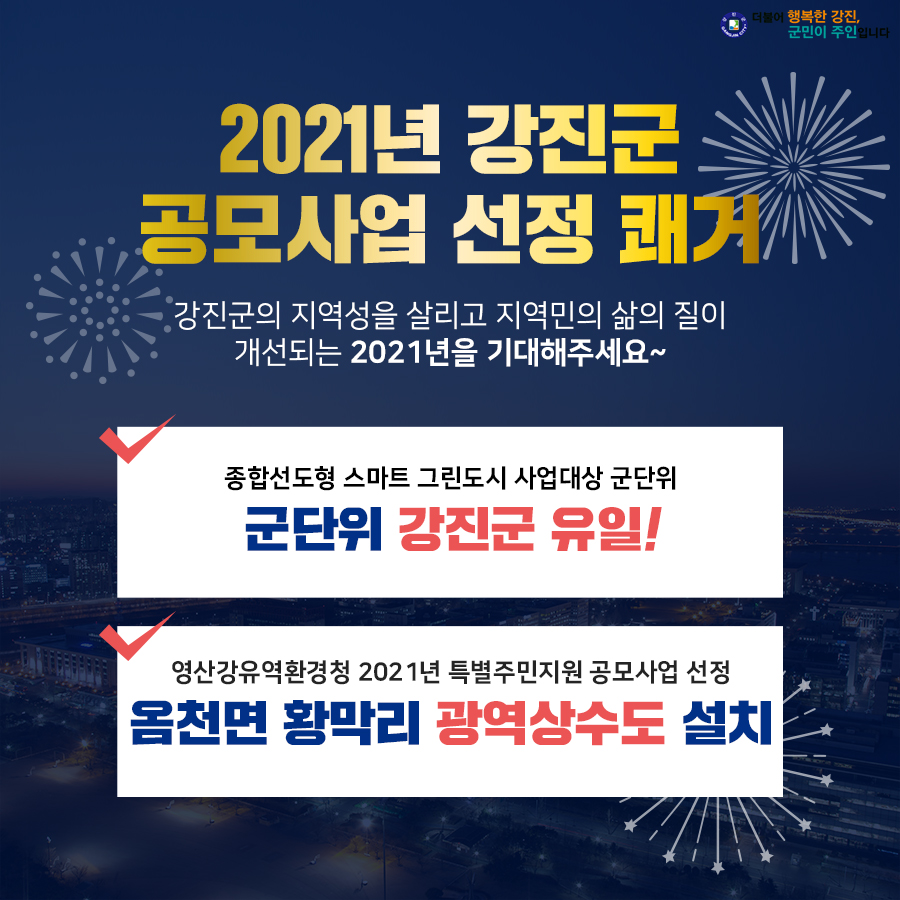 더불어 행복한 강진,
군민이 주인입니다
2021년 강진군
공모사업 선정 쾌거
강진군의 지역성을 살리고 지역민의 삶의 질이
개선되는 2021년을 기대해주세요~
종합선도형 스마트 그린도시 사업대상 군단위
군단위 강진군 유일!
영산강유역환경청 2021년 특별주민지원 공모사업 선정
옴천면 황막리 광역상수도 설치